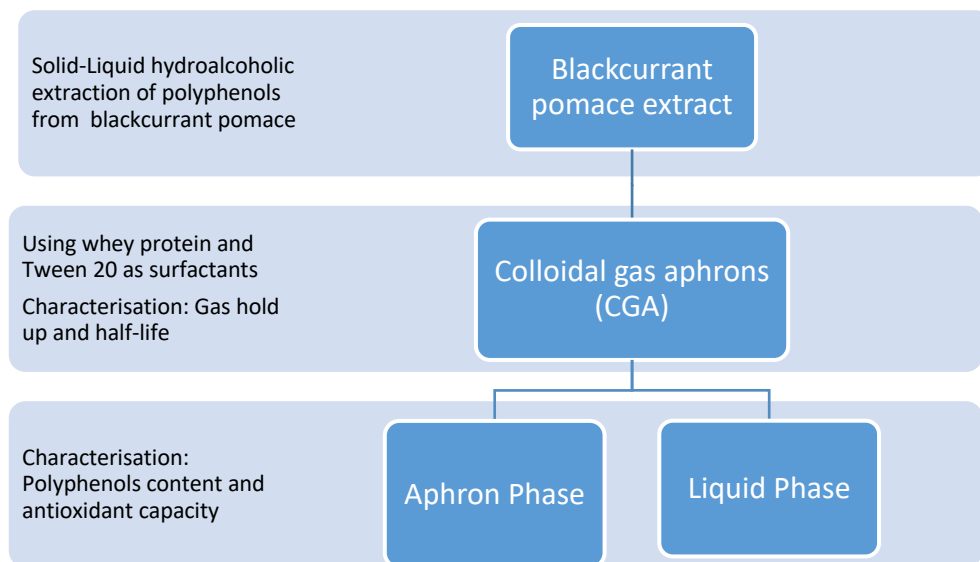 Solid-Liquid hydroalcoholic
extraction of polyphenols
from blackcurrant pomace
Blackcurrant
pomace extract
Using whey protein and
Tween 20 as surfactants
Characterisation: Gas hold
up and half-life
Colloidal gas aphrons
(CGA)
Characterisation:
Polyphenols content and
antioxidant capacity
Aphron Phase
Liquid Phase